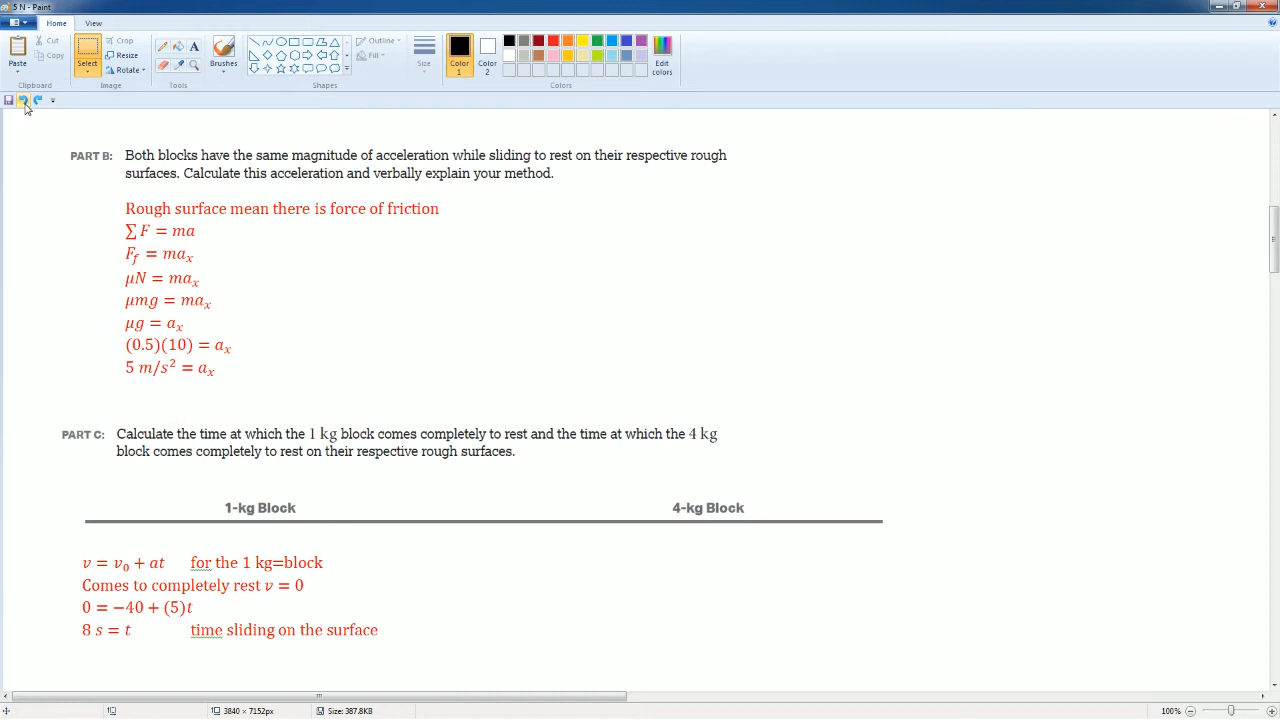 5 N - Paint
Home View
Paste
Cut
Copy
Clipboard
Select
Crop
Resize
Rotate
Image
A
Tools
Brushes
Shapes
Outline
Fill
Size
Color 1
Color 2
Edit colors
Colors
PART B: Both blocks have the same magnitude of acceleration while sliding to rest on their respective rough
surfaces. Calculate this acceleration and verbally explain your method.
Rough surface mean there is force of friction
∑ F = ma
F_f = ma_x
μN = ma_x
μmg = ma_x
μg = a_x
(0.5)(10) = a_x
5 m/s² = a_x
PART C: Calculate the time at which the 1 kg block comes completely to rest and the time at which the 4 kg
block comes completely to rest on their respective rough surfaces.
1-kg Block 4-kg Block
v = v₀ + at for the 1 kg=block
Comes to completely rest v = 0
0 = −40 + (5)t
8 s = t time sliding on the surface
3840 × 7152px Size: 387.8KB 100%